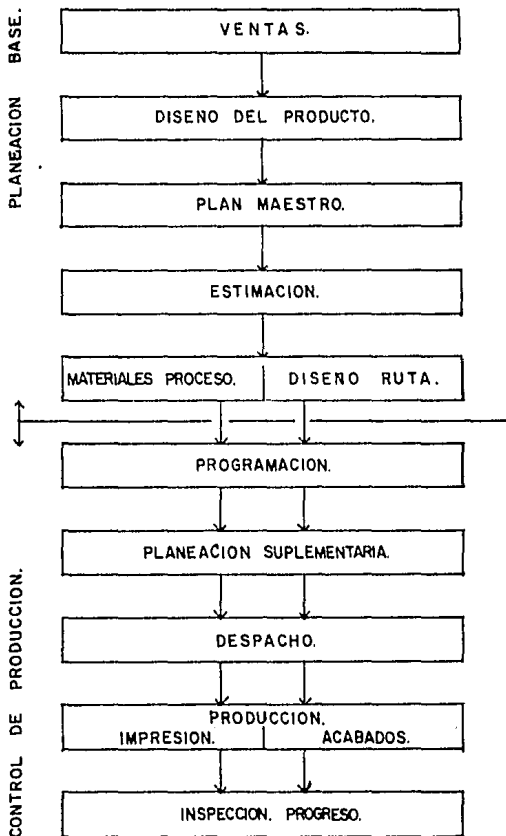 PLANEACION BASE.
VENTAS.
DISENO DEL PRODUCTO.
PLAN MAESTRO.
ESTIMACION.
MATERIALES PROCESO. DISENO RUTA.
CONTROL DE PRODUCCION.
PROGRAMACION.
PLANEACION SUPLEMENTARIA.
DESPACHO.
PRODUCCION.
IMPRESION. ACABADOS.
INSPECCION. PROGRESO.